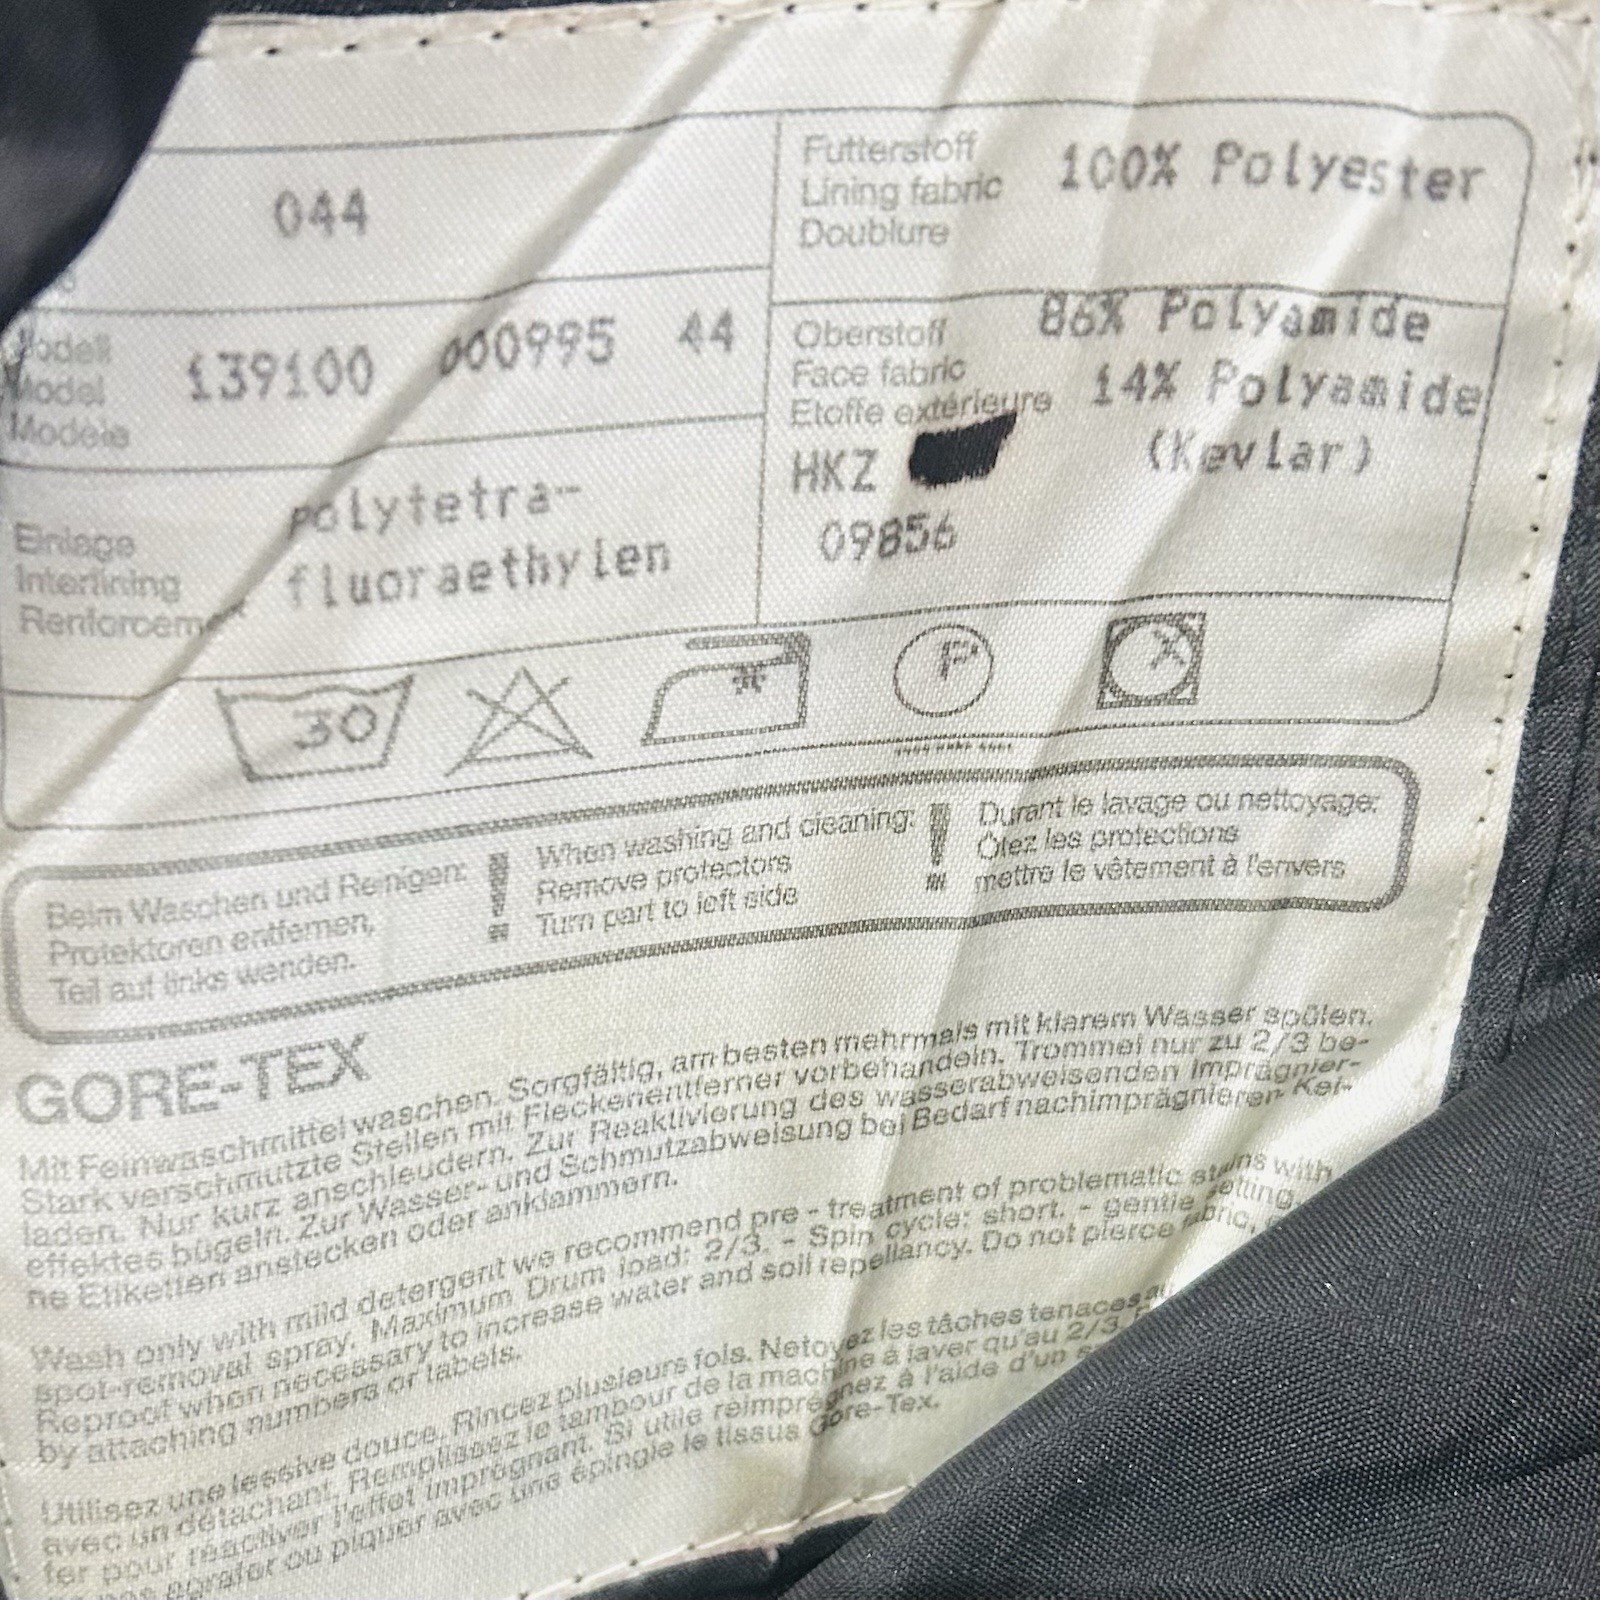 044
Modell
Model
Modele
139100 000995 44
Einlage
Interlining
Renforcement
Polytetra-
fluoraethylen
Futterstoff
Lining fabric
Doublure
100% Polyester
Oberstoff
Face fabric
Etoffe extérieure
86% Polyamide
14% Polyamide
(Kevlar)
HKZ
09856
30
P
Beim Waschen und Reinigen:
Protektoren entfernen,
Teil auf links wenden.
! When washing and cleaning:
Remove protectors
Turn part to left side
! Durant le lavage ou nettoyage:
Ôlez les protections
mettre le vêtement à l'envers
GORE-TEX
Mit Feinwaschmittel waschen. Sorgfältig, am besten mehrmals mit klarem Wasser spülen.
Stark verschmutzte Stellen mit Fleckenentferner vorbehandeln. Trommel nur zu 2/3 be-
laden. Nur kurz anschleudern. Zur Reaktivierung des wasserabweisenden Imprägnier-
effektes bügeln. Zur Wasser- und Schmutzabweisung bei Bedarf nachimprägnieren. Kei-
ne Etiketten anstecken oder anklammern.
Wash only with mild detergent we recommend pre - treatment of problematic stains with
spot-removal spray. Maximum Drum load: 2/3. - Spin cycle: short. - gentle setting.
Reproof when necessary to increase water and soil repellancy. Do not pierce fabric,
by attaching numbers or labels.
Utilisez une lessive douce. Rincez plusieurs fois. Netoyez les tâches tenaces
avec un détachant. Remplissez le tambour de la machine à laver qu'au 2/3.
fer pour réactiver l'effet imprégnant. Si utile reimprégnez à l'aide d'un
pas agrafer ou piquer avec une épingle le tissus Gore-Tex.